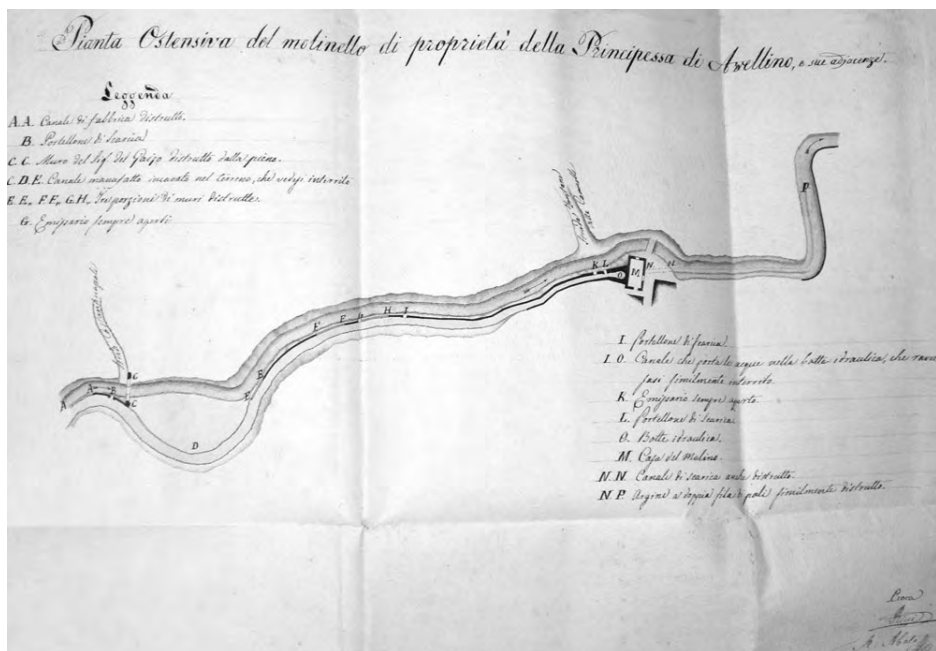 Pianta Ostensiva del molinello di proprietà della Principessa di Avellino, e sue adjacenze.
Leggenda
A.A. Canale di fabbrica distrutto.
B. Portellone di Scarica
C.C. Muro del Sig. del Gaizo distrutto dalla piena.
C.D.E. Canale manufatto incavato nel terreno, che vedesi interrito
E.E., F.F., G.H., Tre porzioni di muri distrutte.
G. Emissario sempre aperto
I. Portellone di Scarica
I.O. Canale che porta le acque nella botte idraulica, che
simılmente interrito.
K. Emissario sempre aperto.
L. Portellone di Scarica
O. Botte idraulica.
M. Casa del Molino.
N.N. Canale di scarica anche distrutto.
N.P. Argine a doppia fila di pali similmente distrutto.
A
A
B
C
C
D
E
E
F
F
G
H
I
K L
O
M
N
N
P